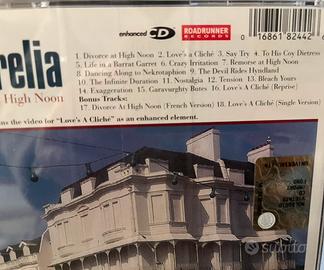 enhanced CD
ROADRUNNER
RECORDS
0 16861 82442 6
relia
High Noon
1. Divorce at High Noon 2. Love's a Cliché 3. Say Try 4. To His Coy Distress
5. Life in a Barrat Garret 6. Crazy Irritation 7. Remorse at High Noon
8. Dancing Along to Nekrotaphion 9. The Devil Rides Hyndland
10. The Infinite Duration 11. Nostalgia 12. Tension 13. Bleach Yours
14. Exaggeration 15. Garavurghty Butes 16. Love's a Cliché (Reprise)
Bonus Tracks:
17. Divorce At High Noon (French Version) 18. Love's A Cliché (Single Version)
ns the video for "Love's A Cliché" as an enhanced element.
subito